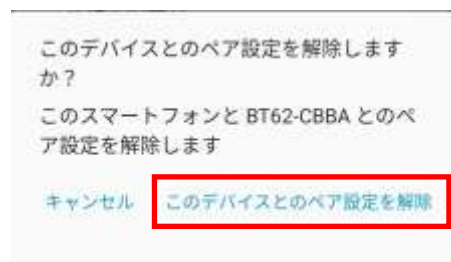 このデバイスとのペア設定を解除します
か？
このスマートフォンと BT62-CBBA とのペ
ア設定を解除します
キャンセル このデバイスとのペア設定を解除